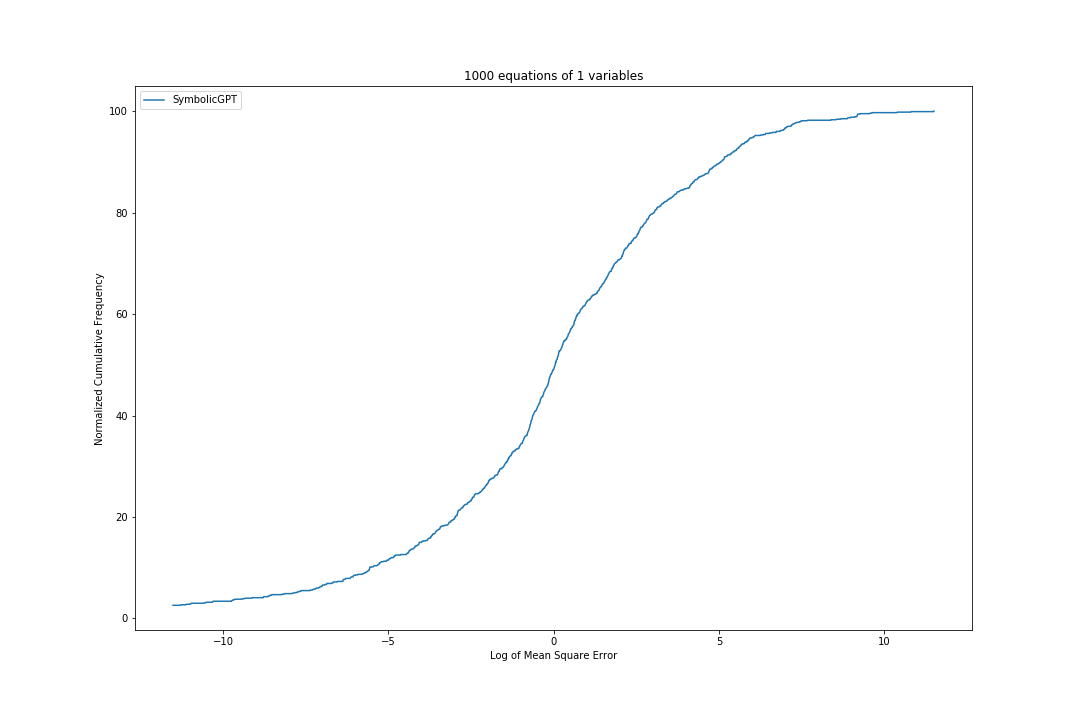 1000 equations of 1 variables
SymbolicGPT
100
80
60
40
20
0
Normalized Cumulative Frequency
−10
−5
0
5
10
Log of Mean Square Error